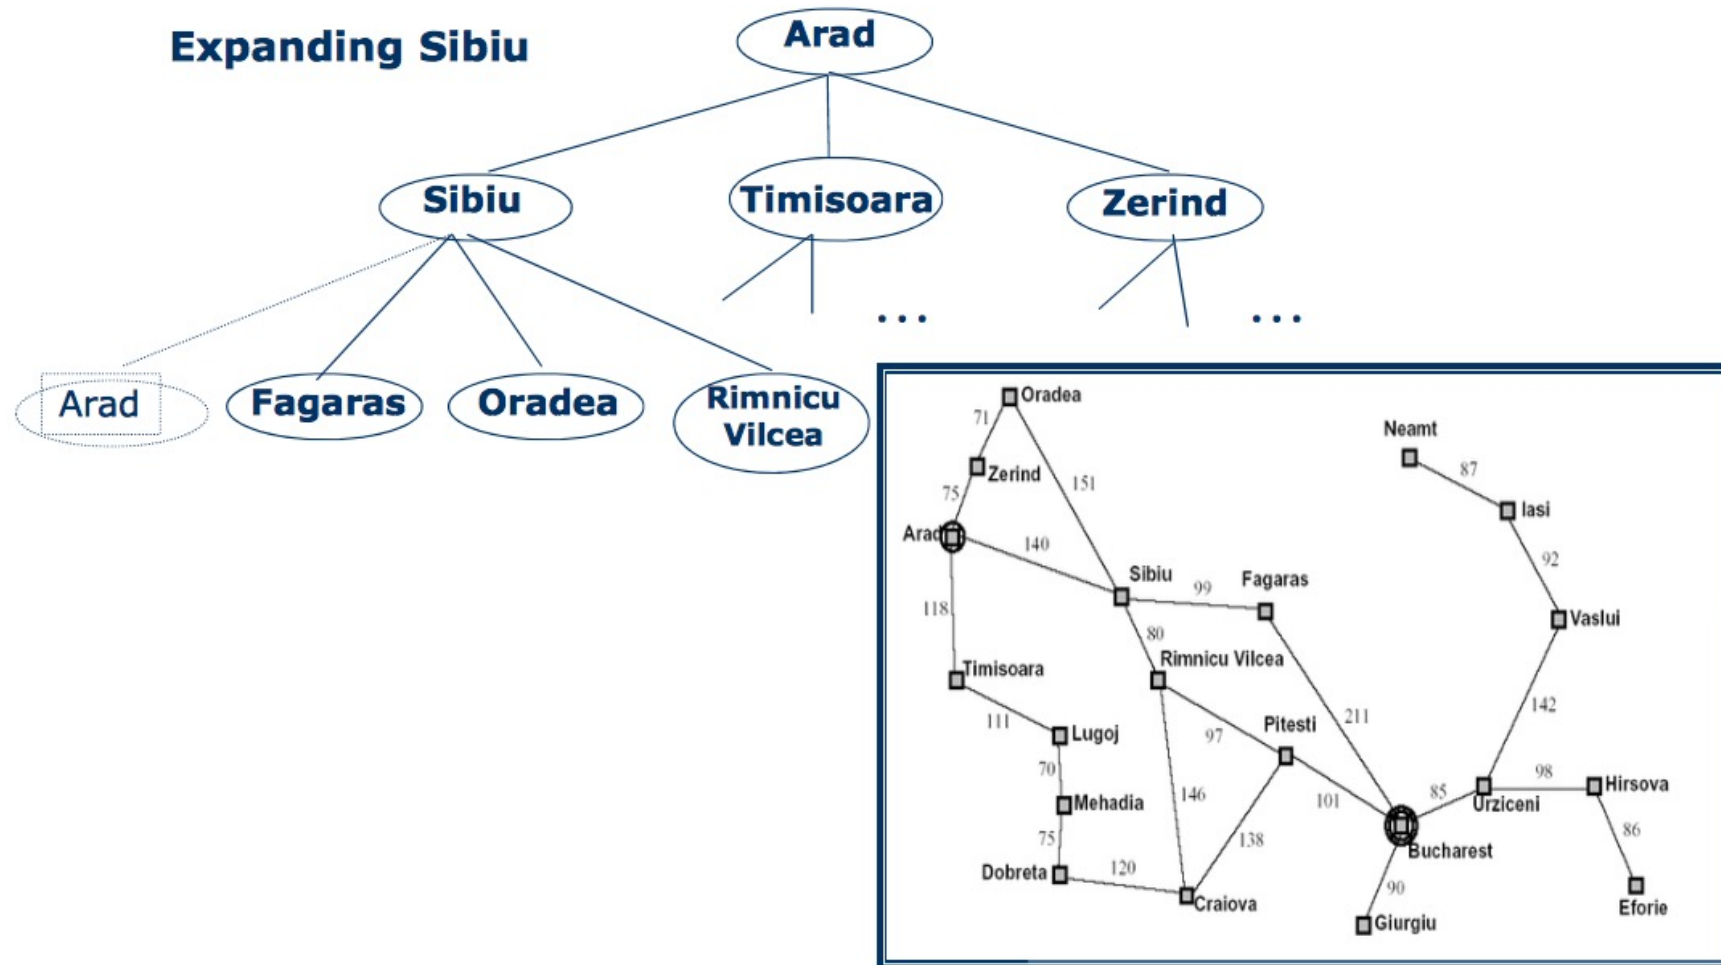 Expanding Sibiu
Arad
Sibiu
Timisoara
Zerind
...
...
Arad
Fagaras
Oradea
Rimnicu
Vilcea
Oradea
71
Neamt
Zerind
87
151
75
Iasi
Arad
140
92
Sibiu
Fagaras
99
118
Vaslui
80
Rimnicu Vilcea
Timisoara
142
211
111
Pitesti
Lugoj
97
70
98
Hirsova
146
85
Mehadia
101
Urziceni
75
138
86
Bucharest
Dobreta
120
90
Craiova
Eforie
Giurgiu